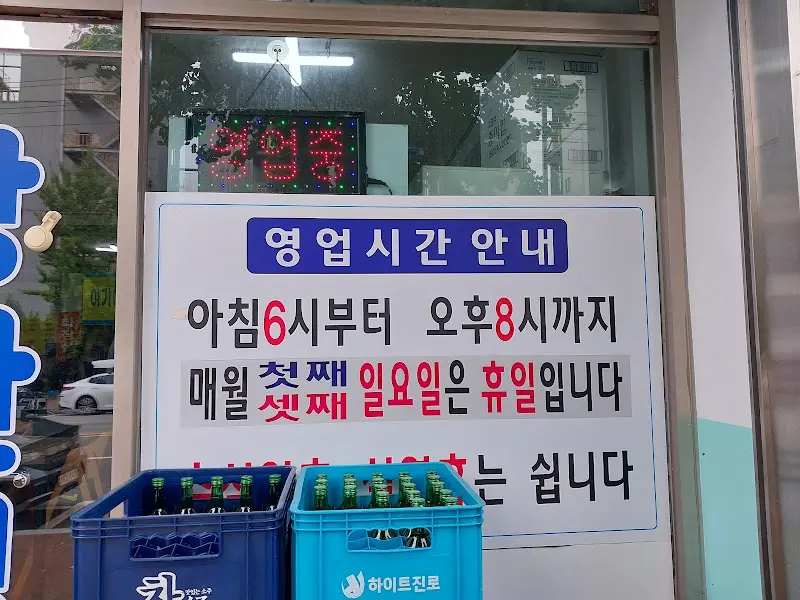 영업중
영업시간 안내
아침6시부터 오후8시까지
매월 첫째 셋째 일요일은 휴일입니다
는 쉽니다
하이트진로